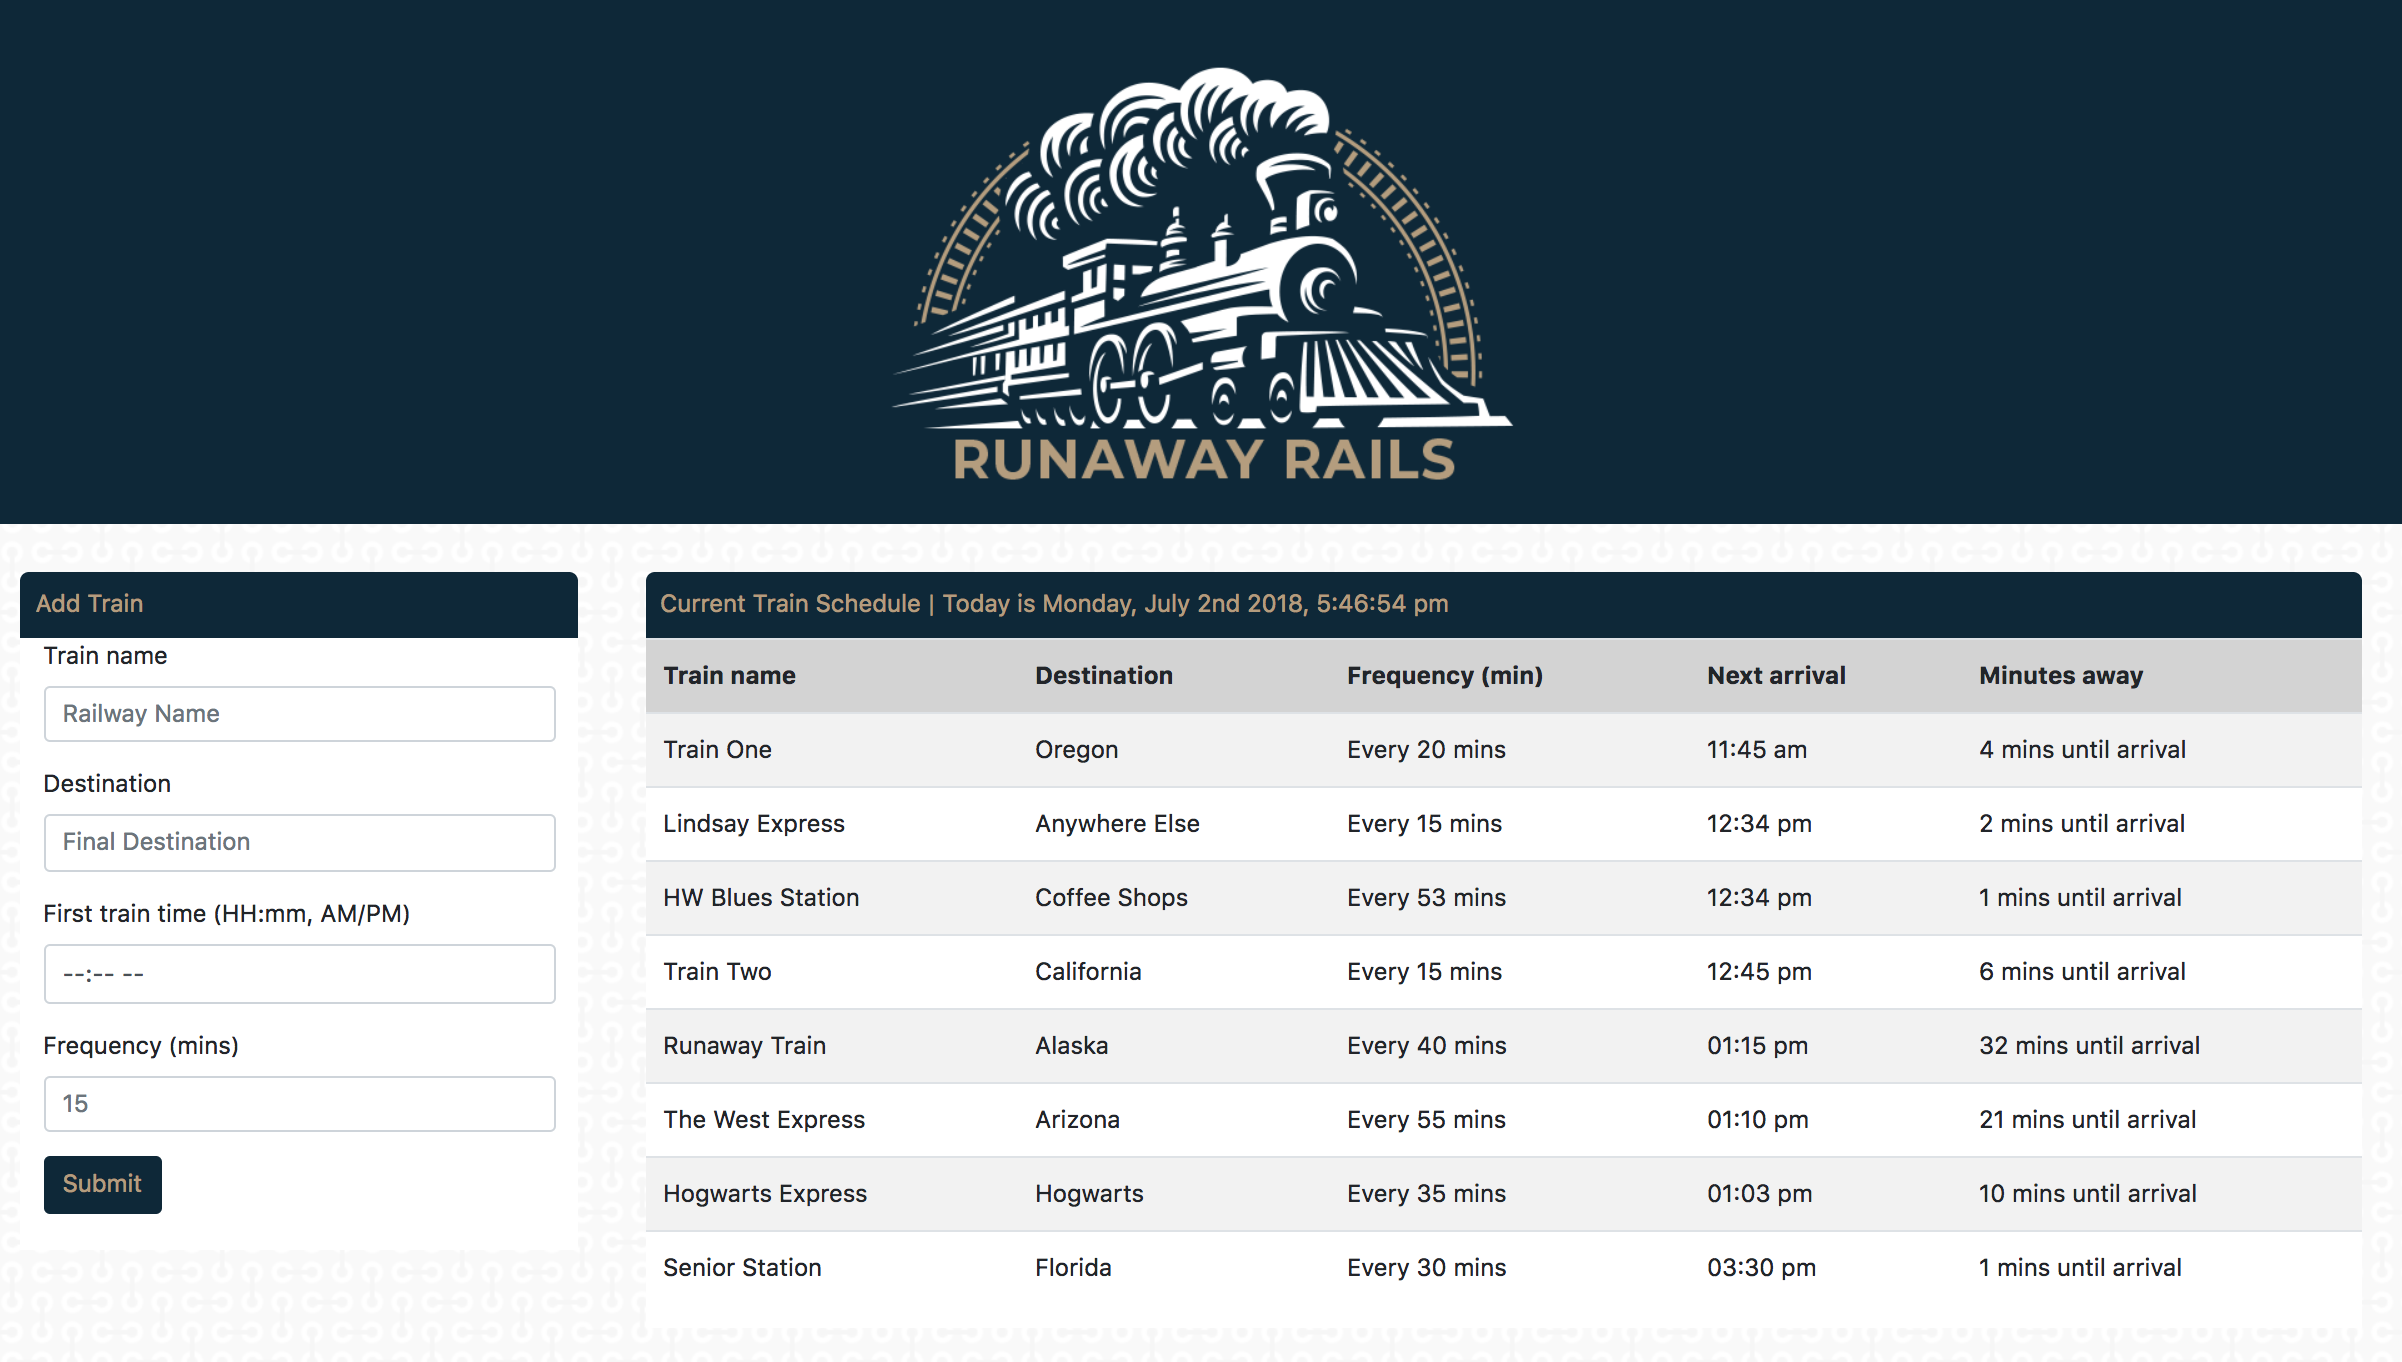 RUNAWAY RAILS
Add Train
Train name
Railway Name
Destination
Final Destination
First train time (HH:mm, AM/PM)
--:-- --
Frequency (mins)
15
Submit
Current Train Schedule | Today is Monday, July 2nd 2018, 5:46:54 pm
Train name Destination Frequency (min) Next arrival Minutes away
Train One Oregon Every 20 mins 11:45 am 4 mins until arrival
Lindsay Express Anywhere Else Every 15 mins 12:34 pm 2 mins until arrival
HW Blues Station Coffee Shops Every 53 mins 12:34 pm 1 mins until arrival
Train Two California Every 15 mins 12:45 pm 6 mins until arrival
Runaway Train Alaska Every 40 mins 01:15 pm 32 mins until arrival
The West Express Arizona Every 55 mins 01:10 pm 21 mins until arrival
Hogwarts Express Hogwarts Every 35 mins 01:03 pm 10 mins until arrival
Senior Station Florida Every 30 mins 03:30 pm 1 mins until arrival